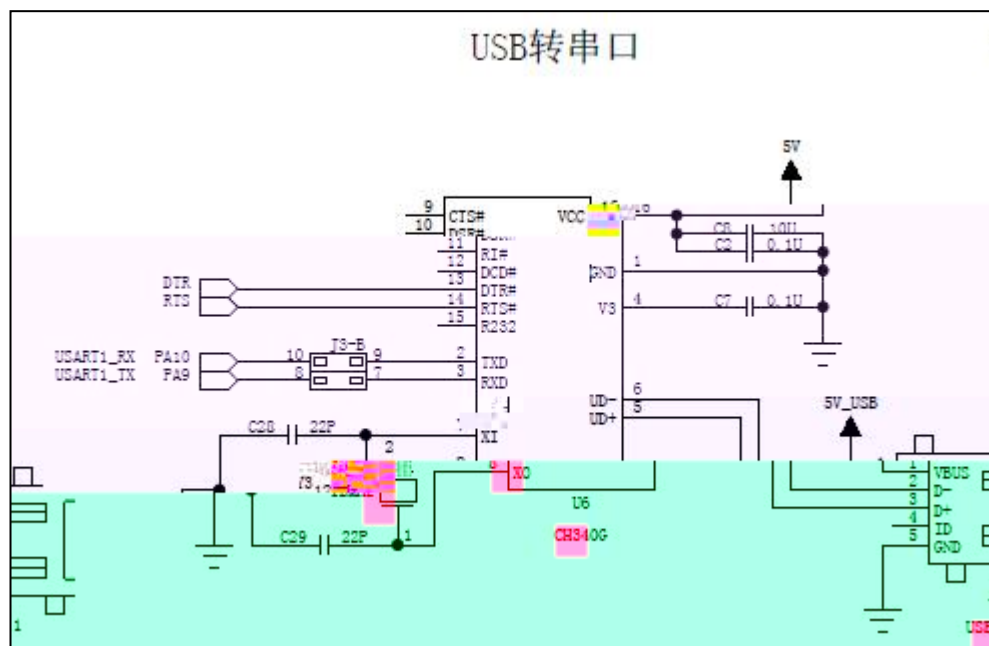 USB转串口
5V
9 CTS# VCC
10
C8 10U
C2 0.1U
11 RI#
12 DCD# GND 1
DTR 13 DTR#
RTS 14 RTS# V3 4 C7 0.1U
15 R232
J3-B
USART1_RX PA10 10 9 2 TXD
USART1_TX PA9 8 7 3 RXD
UD- 6
UD+ 5
5V_USB
C28 22P XI
2
XO
1 VBUS
2 D-
3 D+
4 ID
5 GND
U6
CH340G
C29 22P 1
1
USB